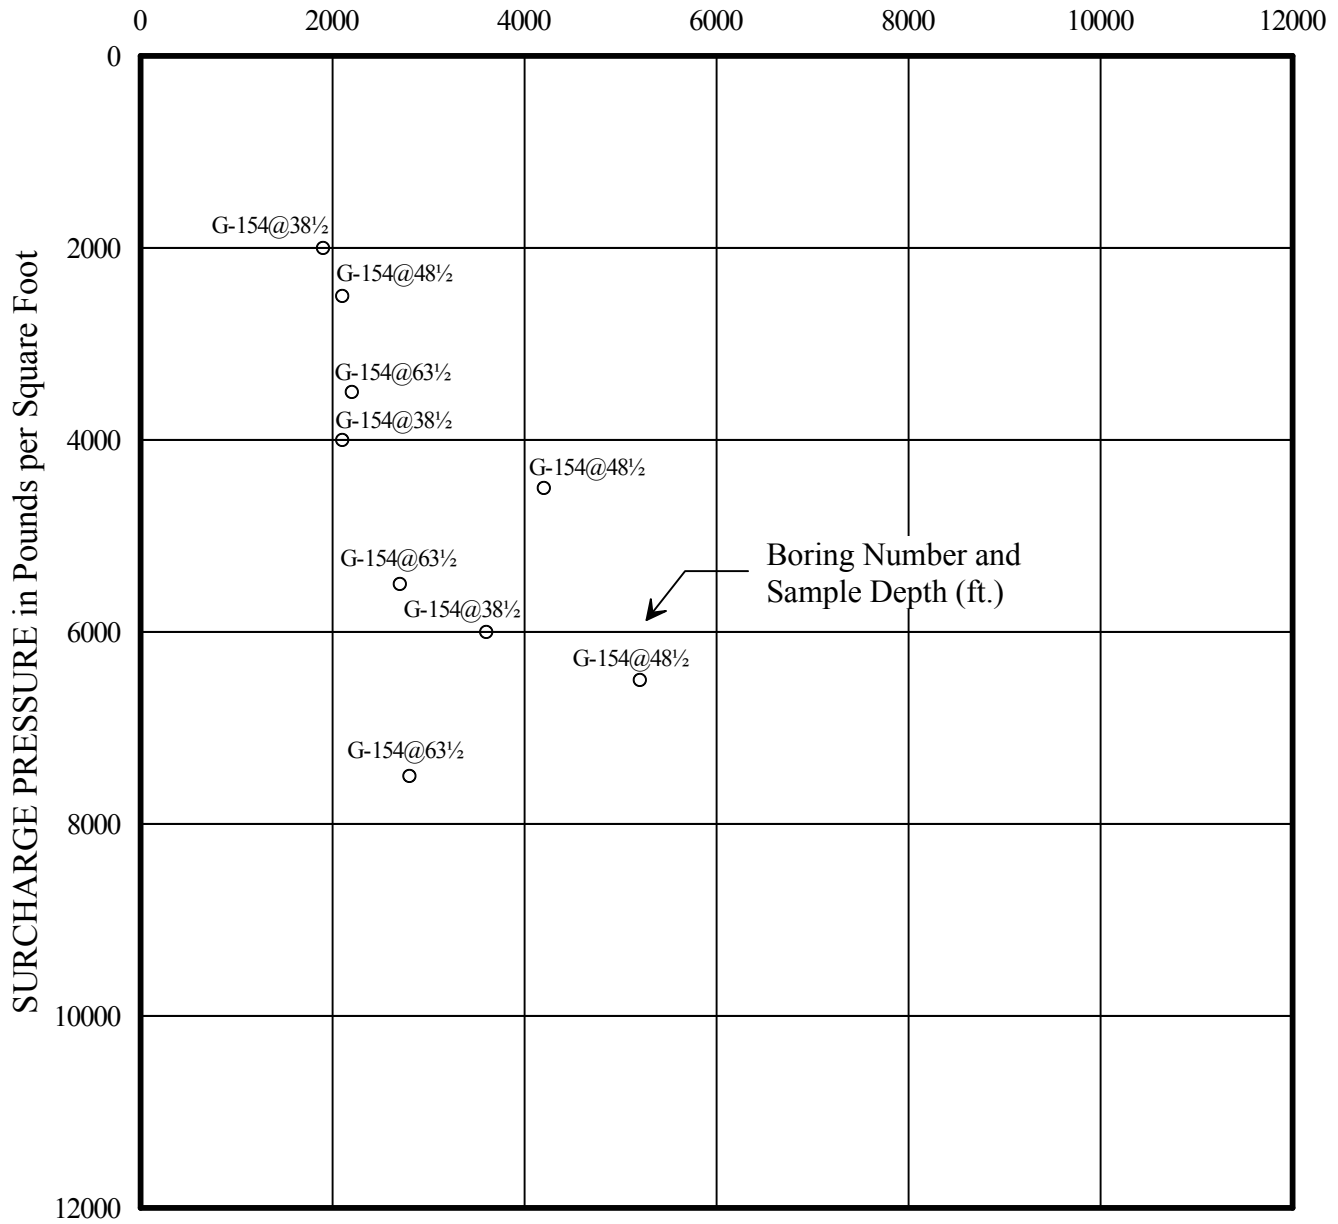 0 2000 4000 6000 8000 10000 12000
0
G-154@38½
2000
G-154@48½
G-154@63½
G-154@38½
4000
G-154@48½
Boring Number and
Sample Depth (ft.)
G-154@63½
G-154@38½
6000
G-154@48½
G-154@63½
8000
10000
12000
SURCHARGE PRESSURE in Pounds per Square Foot